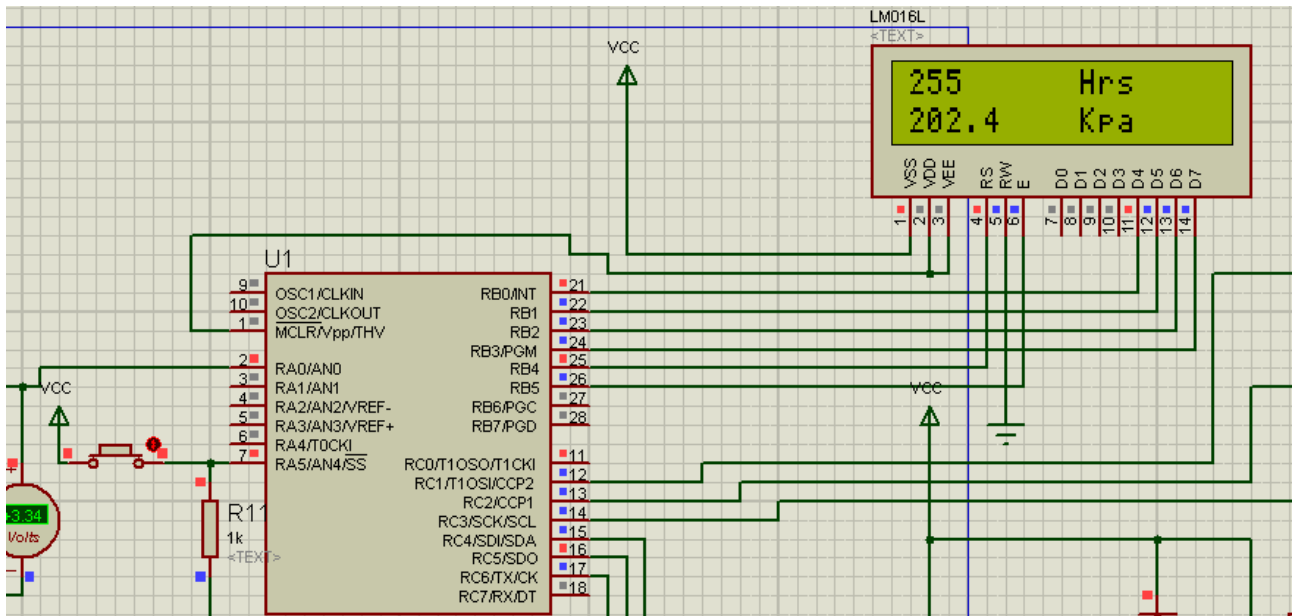 LM016L
<TEXT>
VCC
255 Hrs
202.4 Kpa
VSS
VDD
VEE
RS
RW
E
D0
D1
D2
D3
D4
D5
D6
D7
1
2
3
4
5
6
7
8
9
10
11
12
13
14
U1
9 OSC1/CLKIN
10 OSC2/CLKOUT
1 MCLR/Vpp/THV
2 RA0/AN0
3 RA1/AN1
4 RA2/AN2/VREF-
5 RA3/AN3/VREF+
6 RA4/T0CKI
7 RA5/AN4/SS
RB0/INT 21
RB1 22
RB2 23
RB3/PGM 24
RB4 25
RB5 26
RB6/PGC 27
RB7/PGD 28
RC0/T1OSO/T1CKI 11
RC1/T1OSI/CCP2 12
RC2/CCP1 13
RC3/SCK/SCL 14
RC4/SDI/SDA 15
RC5/SDO 16
RC6/TX/CK 17
RC7/RX/DT 18
VCC
VCC
+3.34
Volts
R11
1k
<TEXT>